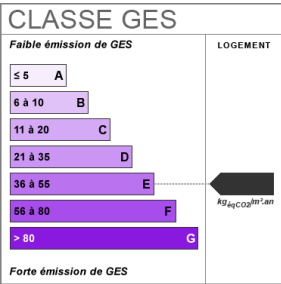 CLASSE GES
Faible émission de GES
LOGEMENT
≤ 5 A
6 à 10 B
11 à 20 C
21 à 35 D
36 à 55 E
kgéqCO2/m².an
56 à 80 F
> 80 G
Forte émission de GES